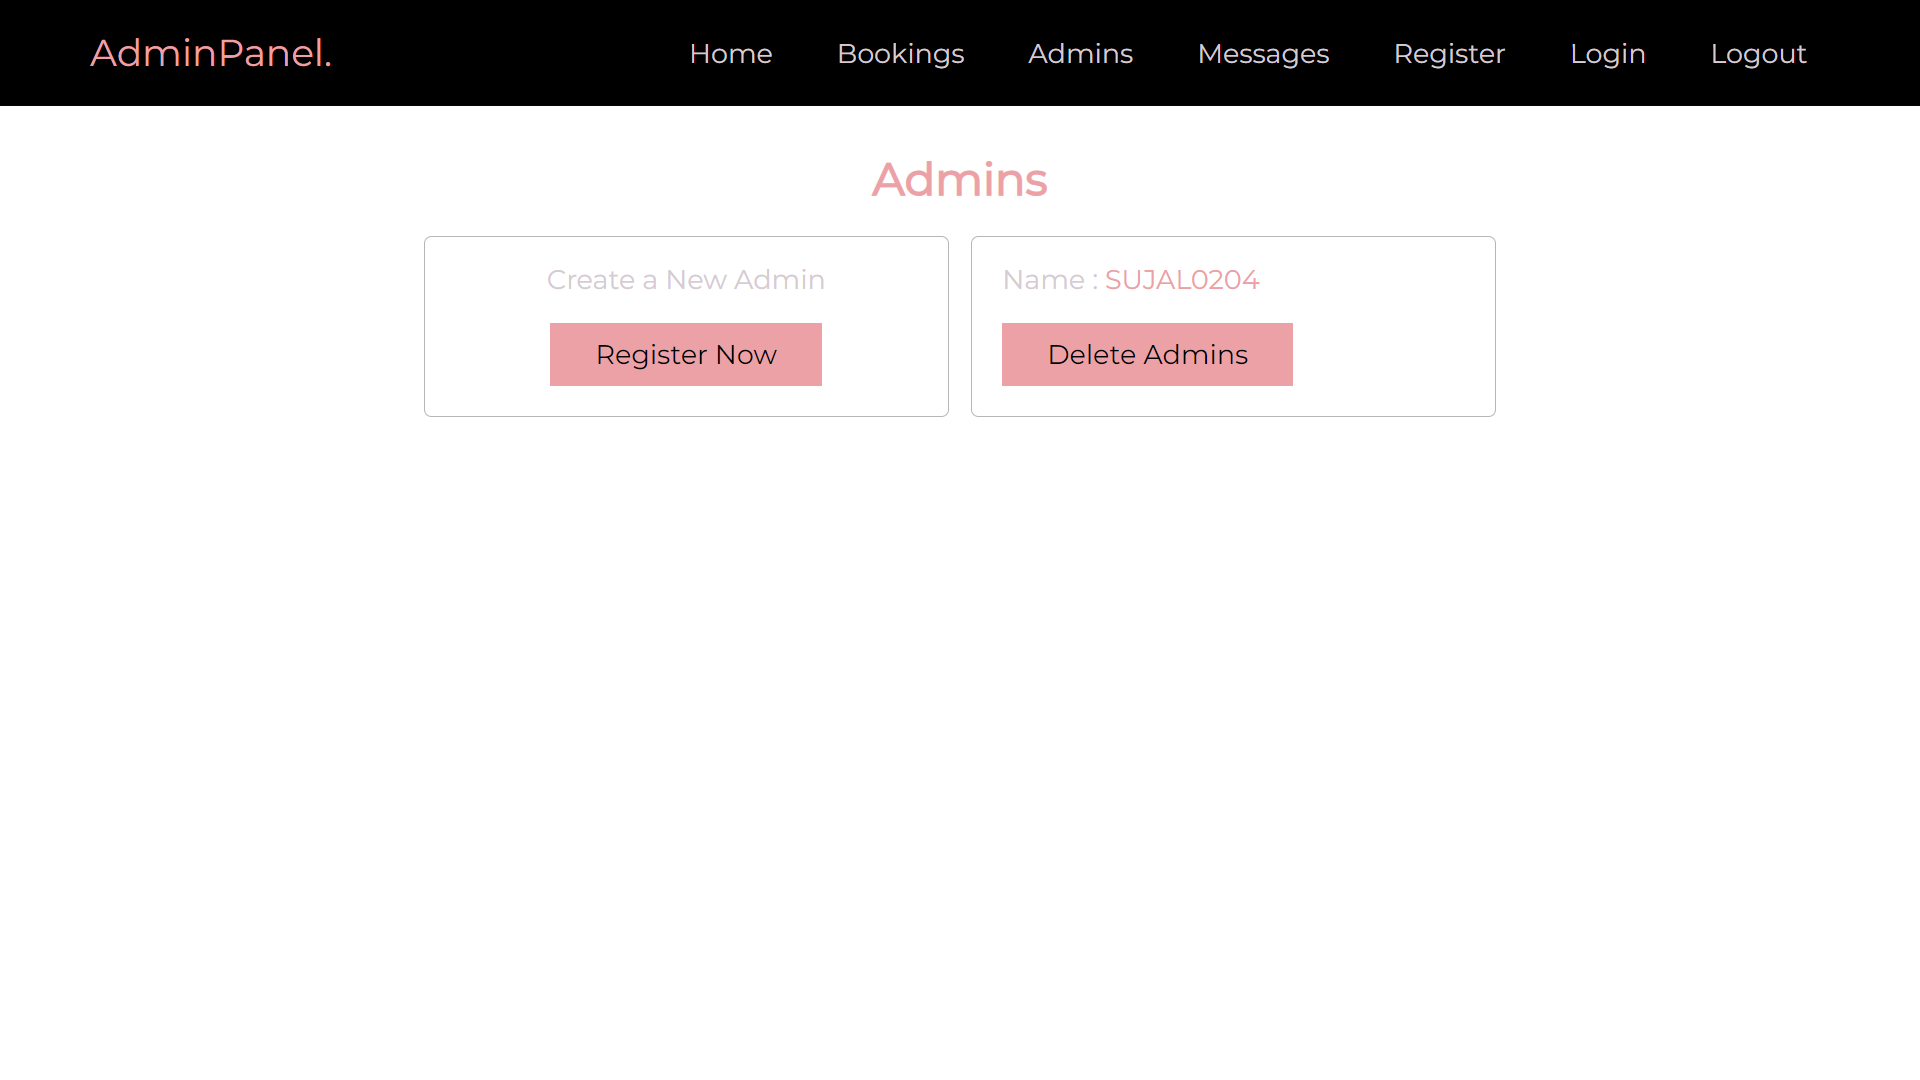 AdminPanel.
Home Bookings Admins Messages Register Login Logout
Admins
Create a New Admin
Register Now
Name : SUJAL0204
Delete Admins